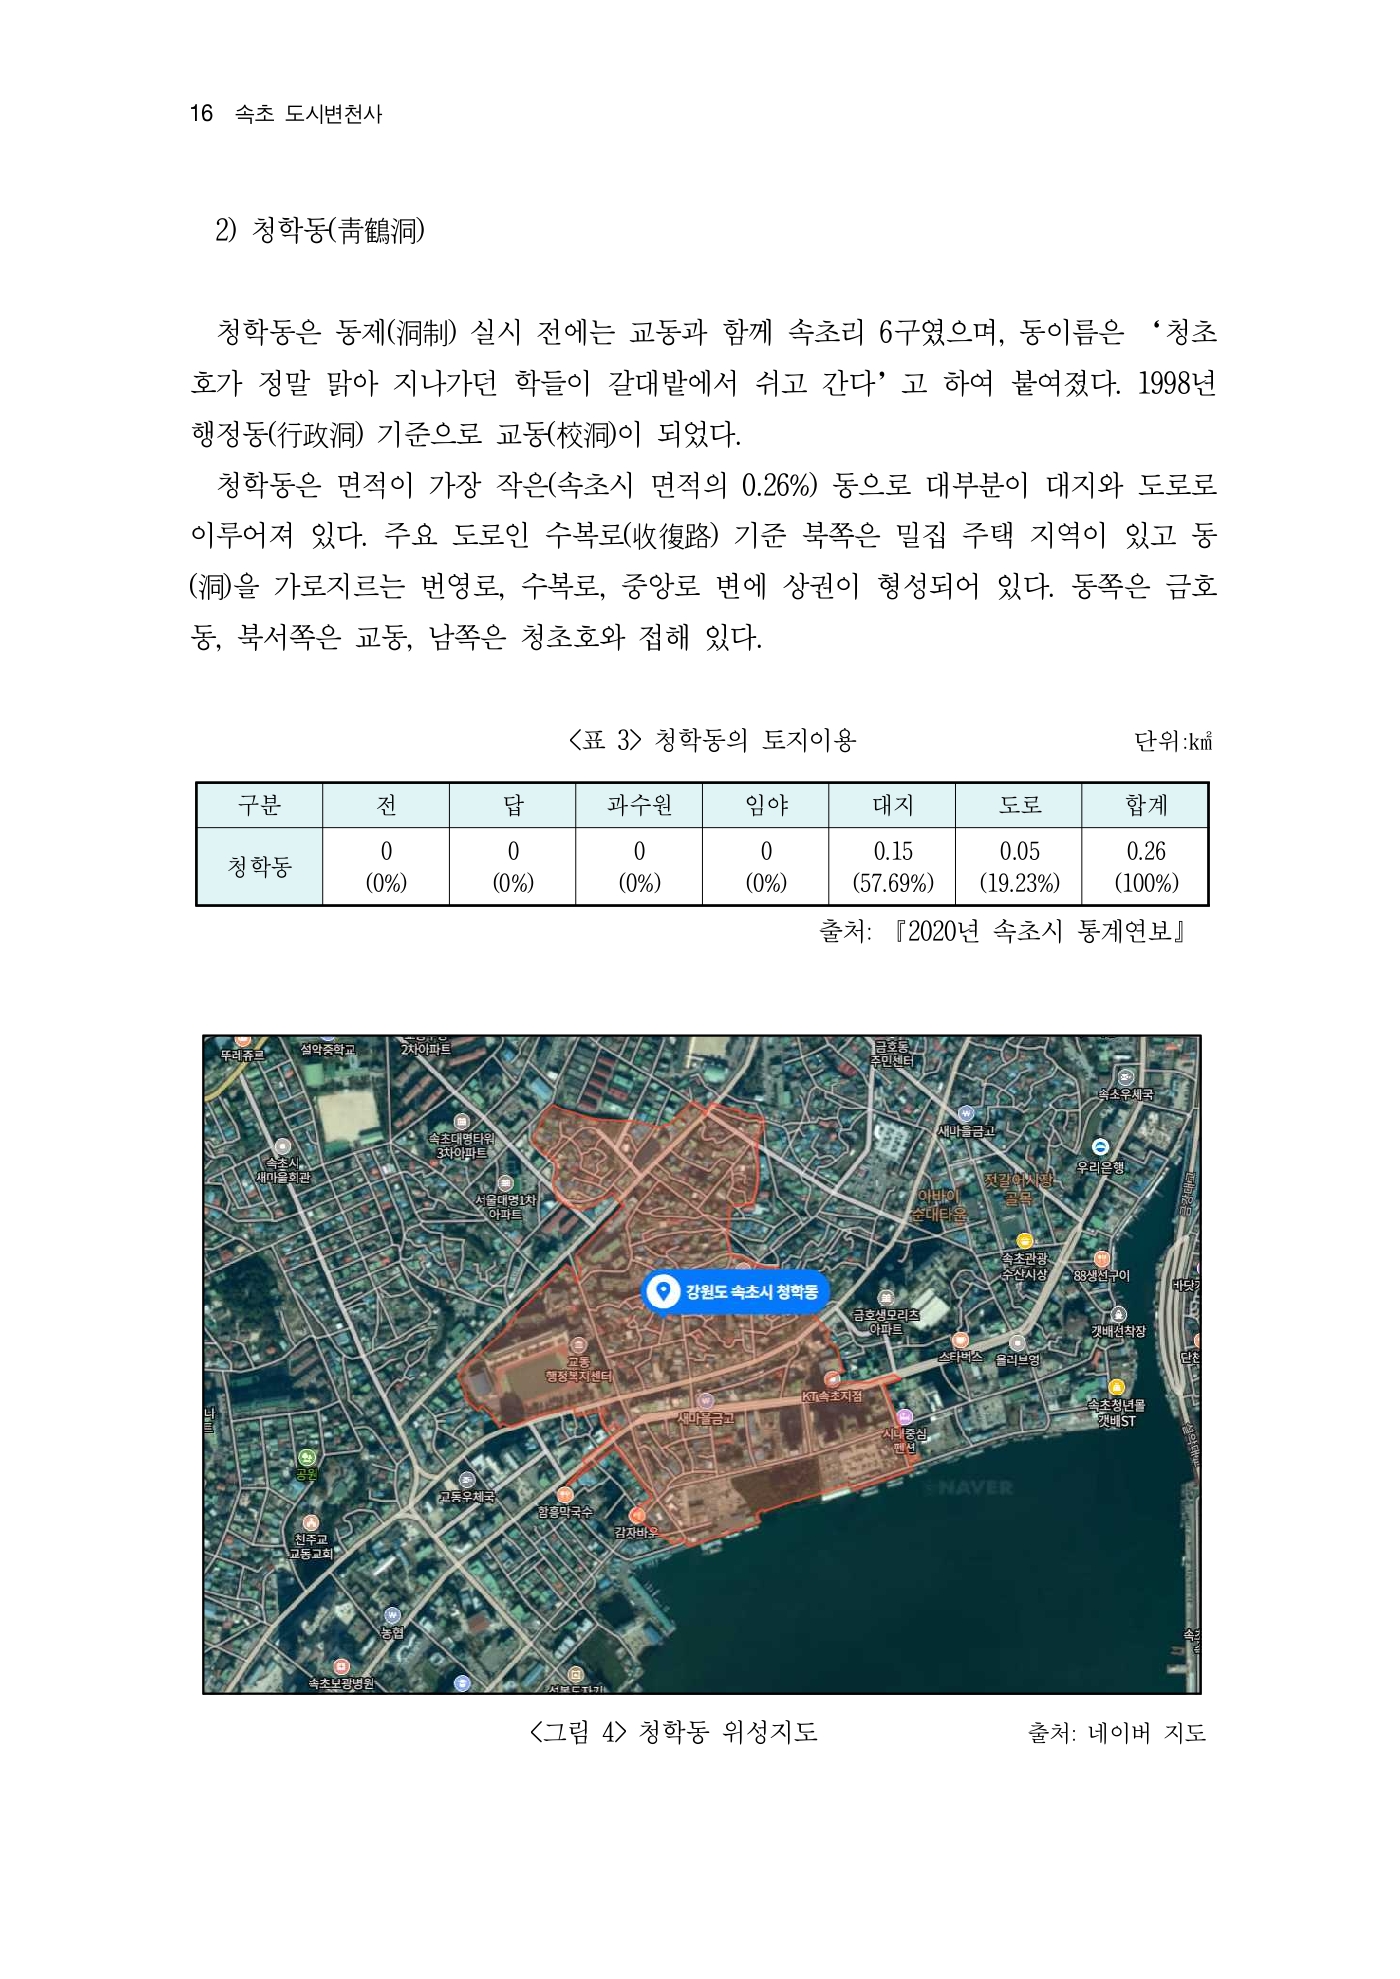 16 속초 도시변천사
2) 청학동(靑鶴洞)
청학동은 동제(洞制) 실시 전에는 교동과 함께 속초리 6구였으며, 동이름은 ‘청초
호가 정말 맑아 지나가던 학들이 갈대밭에서 쉬고 간다’고 하여 붙여졌다. 1998년
행정동(行政洞) 기준으로 교동(校洞)이 되었다.
청학동은 면적이 가장 작은(속초시 면적의 0.26%) 동으로 대부분이 대지와 도로로
이루어져 있다. 주요 도로인 수복로(收復路) 기준 북쪽은 밀집 주택 지역이 있고 동
(洞)을 가로지르는 번영로, 수복로, 중앙로 변에 상권이 형성되어 있다. 동쪽은 금호
동, 북서쪽은 교동, 남쪽은 청초호와 접해 있다.
<표 3> 청학동의 토지이용 단위:㎢
구분 전 답 과수원 임야 대지 도로 합계
청학동 0 0 0 0 0.15 0.05 0.26
(0%) (0%) (0%) (0%) (57.69%) (19.23%) (100%)
출처: 『2020년 속초시 통계연보』
뚜레쥬르
설악중학교
2차아파트
금호동
주민센터
속초우체국
속초대명타워
3차아파트
새마을금고
속초시
새마을회관
우리은행
서울대명1차
아파트
아바이
순대타운
젓갈어시장
골목
속초관광
수산시장
88생선구이
강원도 속초시 청학동
금호생모리츠
아파트
갯배선착장
스타벅스
올리브영
교동
행정복지센터
KT속초지점
새마을금고
속초청년몰
갯배ST
시내중심
펜션
공원
NAVER
교동우체국
함흥막국수
감자바우
천주교
교동교회
농협
속초보광병원
<그림 4> 청학동 위성지도 출처: 네이버 지도